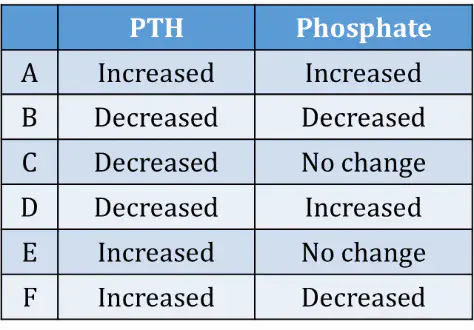 PTH Phosphate
A Increased Increased
B Decreased Decreased
C Decreased No change
D Decreased Increased
E Increased No change
F Increased Decreased